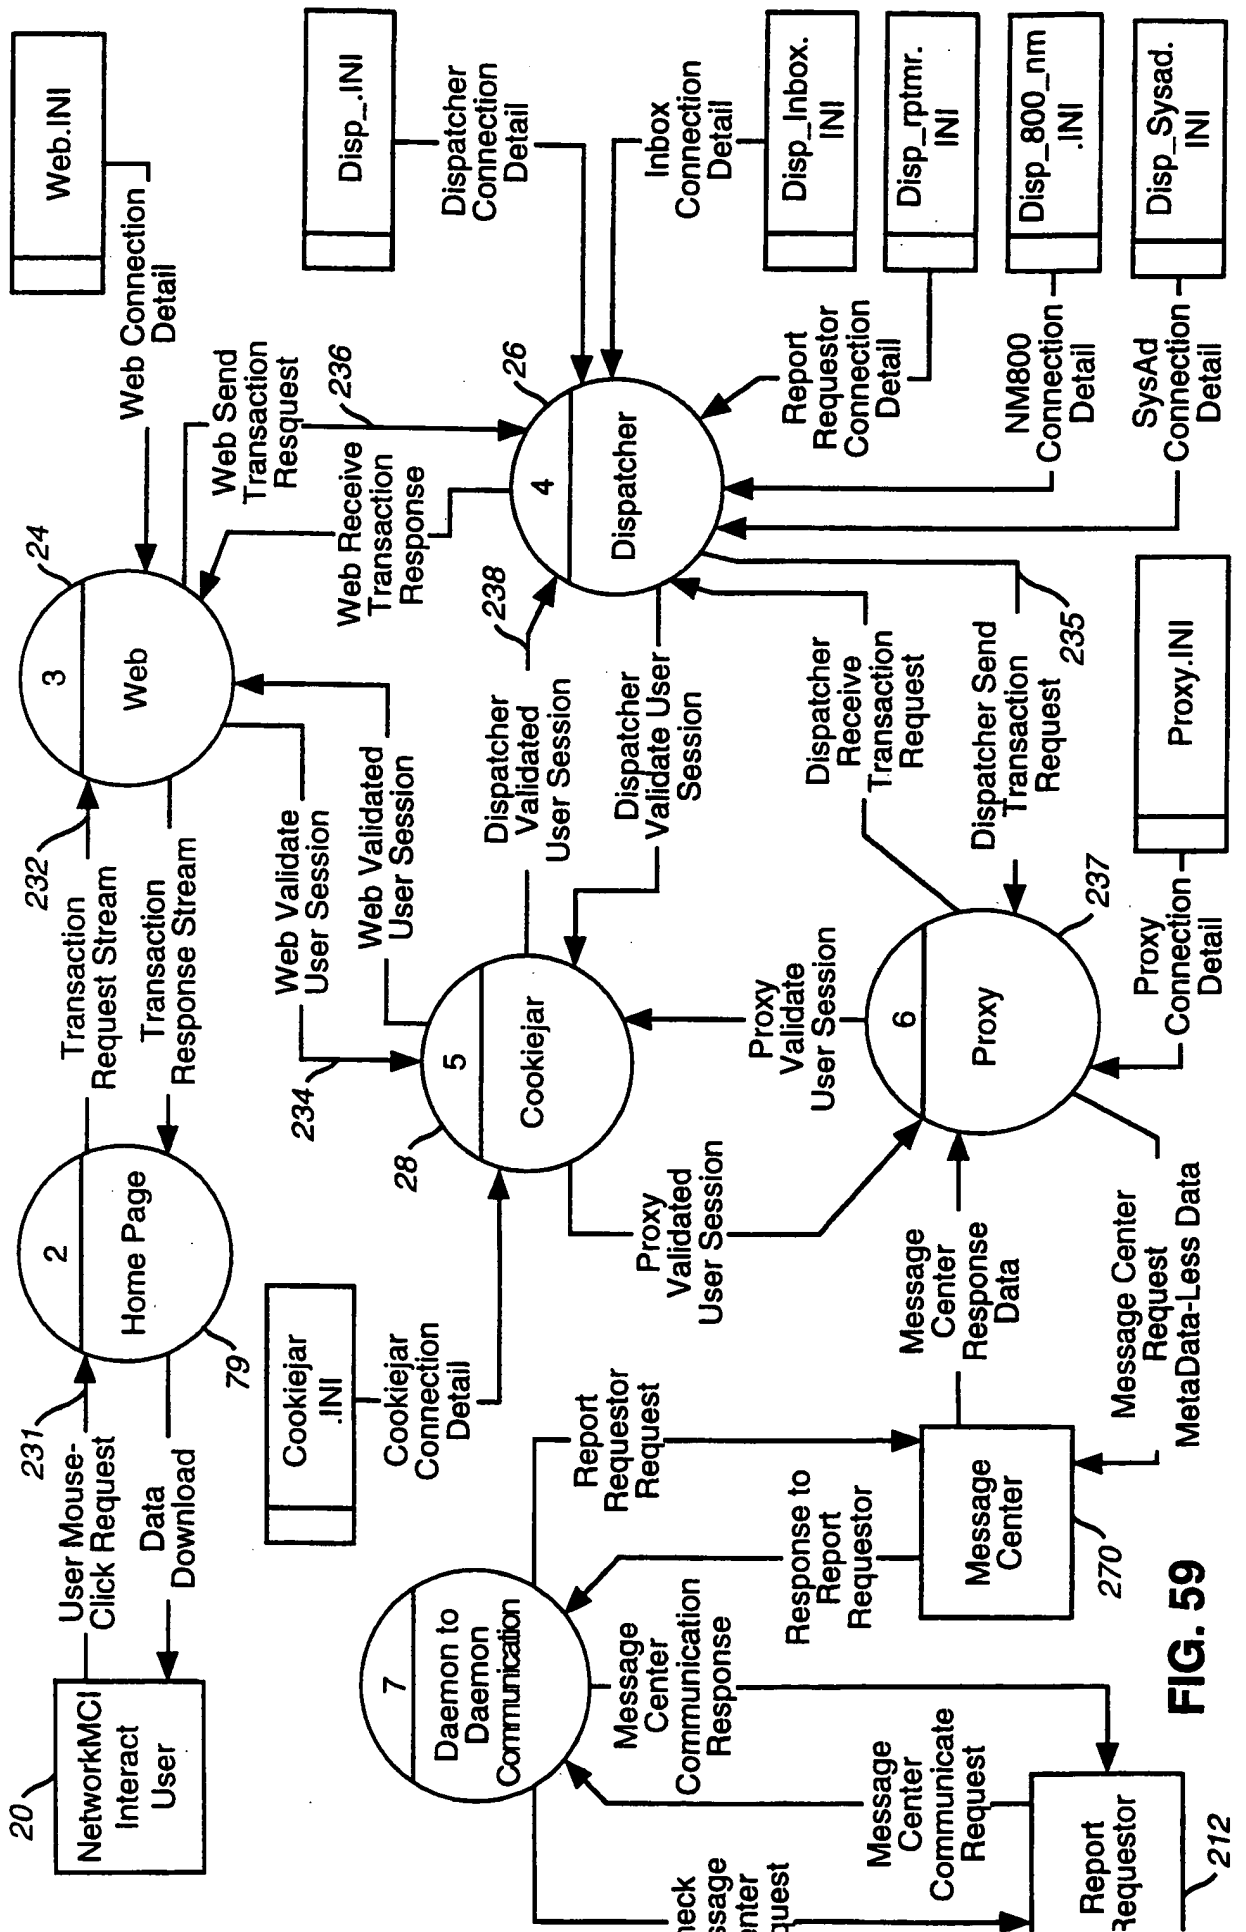 20
NetworkMCI
Interact
User
231
User Mouse-
Click Request
Data
Download
2
Home Page
79
232
Transaction
Request Stream
Transaction
Response Stream
3
Web
24
Web Connection
Detail
Web.INI
Web Validate
User Session
234
Web Validated
User Session
Web Send
Transaction
Resquest
236
Web Receive
Transaction
Response
Cookiejar
.INI
Cookiejar
Connection
Detail
28
5
Cookiejar
Dispatcher
Validated
User Session
238
Dispatcher
Validate User
Session
26
4
Dispatcher
Disp_.INI
Dispatcher
Connection
Detail
Inbox
Connection
Detail
Disp_Inbox.
INI
Report
Requestor
Connection
Detail
Disp_rptmr.
INI
NM800
Connection
Detail
Disp_800_nm
.INI
SysAd
Connection
Detail
Disp_Sysad.
INI
Dispatcher
Receive
Transaction
Request
Dispatcher Send
Transaction
Request
235
Proxy
Validated
User Session
Proxy
Validate
User Session
6
Proxy
237
Proxy
Connection
Detail
Proxy.INI
7
Daemon to
Daemon
Communication
Report
Requestor
Request
Response to
Report
Requestor
Message
Center
Response
Data
Message Center
Request
MetaData-Less Data
Message
Center
270
Message
Center
Communication
Response
Message
Center
Communicate
Request
Report
Requestor
212
FIG. 59